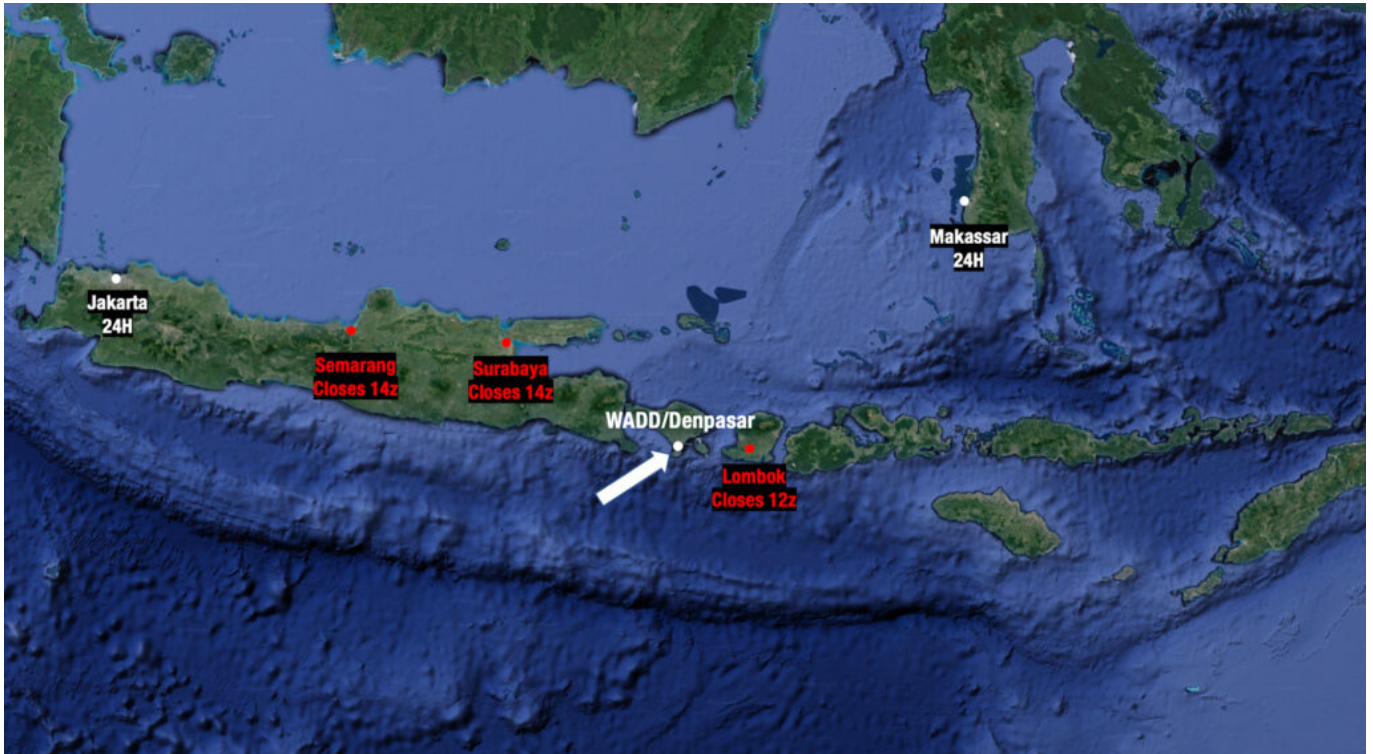 Makassar
24H
Jakarta
24H
Semarang
Closes 14z
Surabaya
Closes 14z
WADD/Denpasar
Lombok
Closes 12z